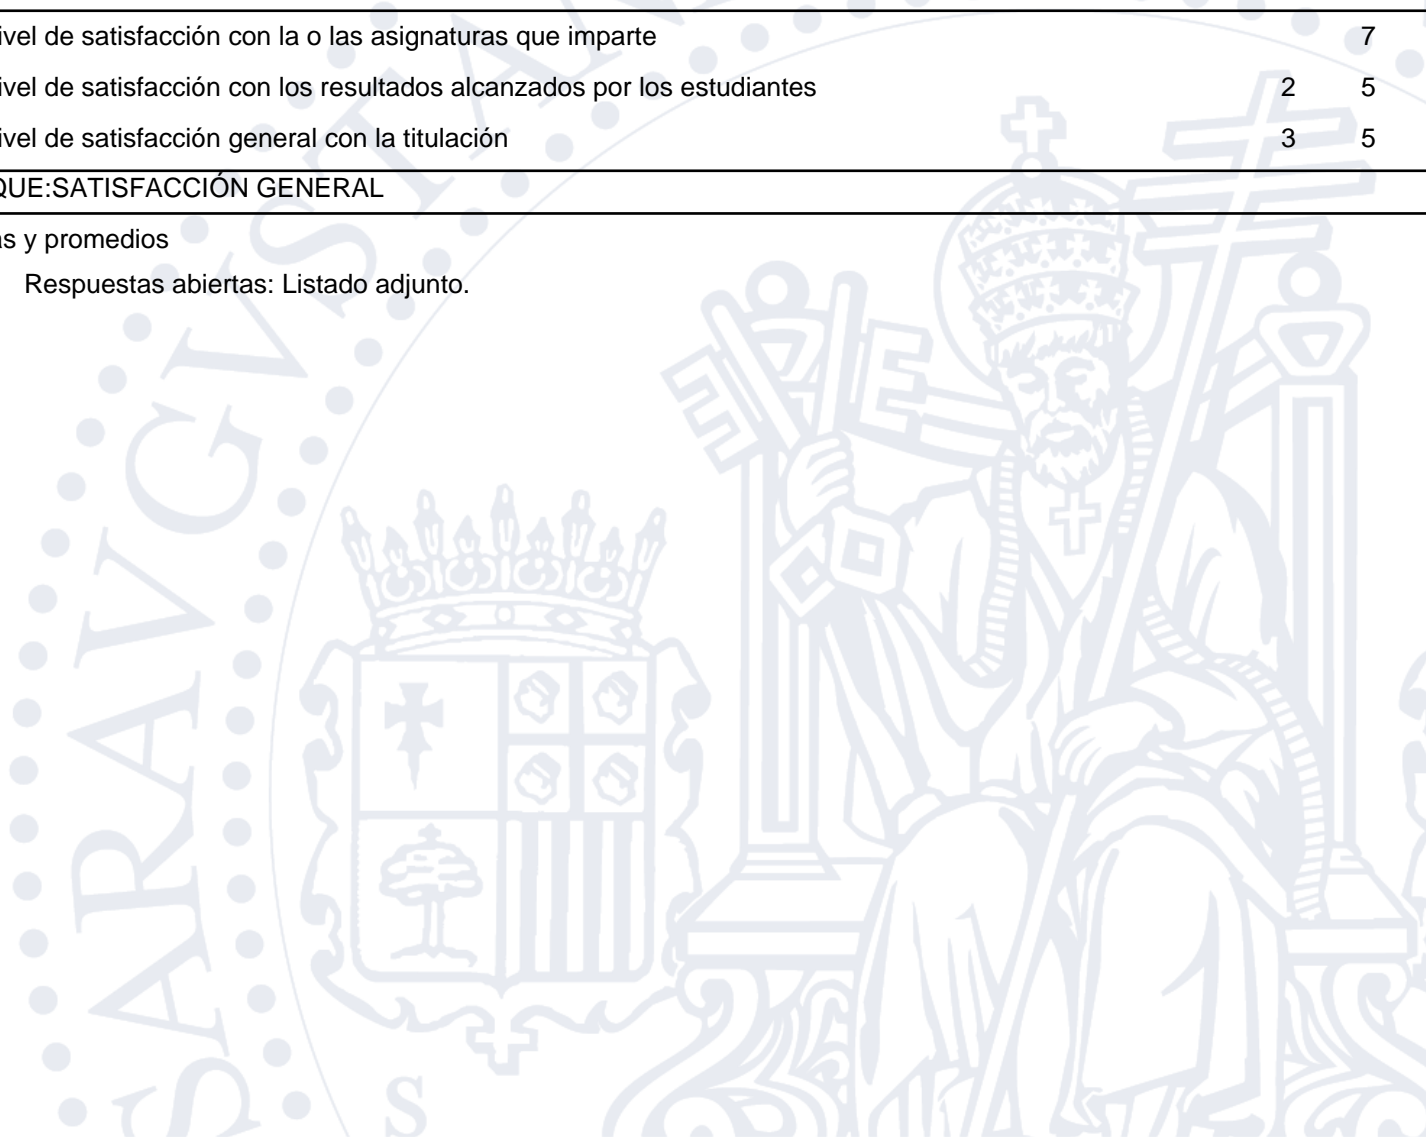 ivel de satisfacción con la o las asignaturas que imparte 7
ivel de satisfacción con los resultados alcanzados por los estudiantes 2 5
ivel de satisfacción general con la titulación 3 5
QUE:SATISFACCIÓN GENERAL
as y promedios
Respuestas abiertas: Listado adjunto.
SARAVGVSTAN
S